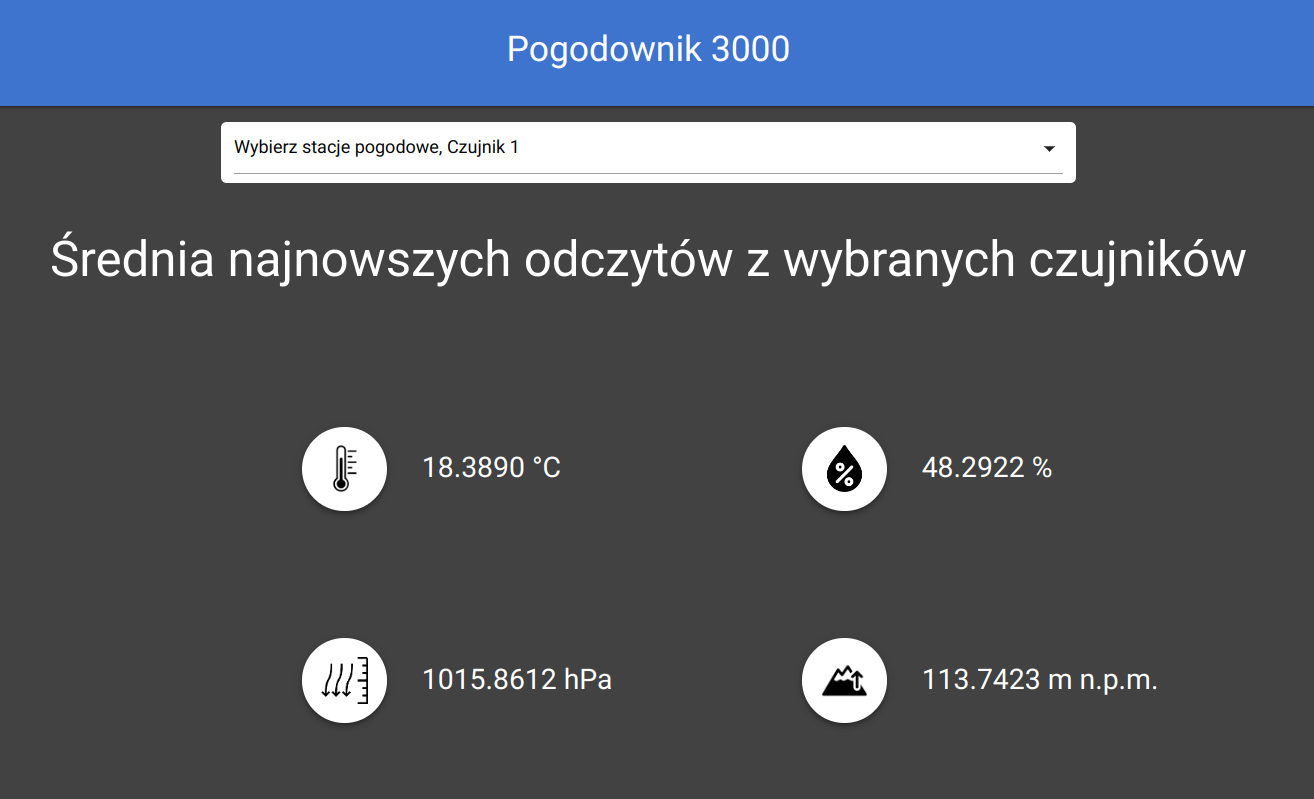 Pogodownik 3000
Wybierz stacje pogodowe, Czujnik 1
Średnia najnowszych odczytów z wybranych czujników
18.3890 °C
48.2922 %
1015.8612 hPa
113.7423 m n.p.m.